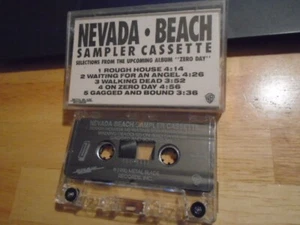 NEVADA • BEACH
SAMPLER CASSETTE
SELECTIONS FROM THE UPCOMING ALBUM "ZERO DAY"
1 ROUGH HOUSE 4:14
2 WAITING FOR AN ANGEL 4:26
3 WALKING DEAD 3:52
4 ON ZERO DAY 4:56
5 GAGGED AND BOUND 3:36
NEVADA•BEACH